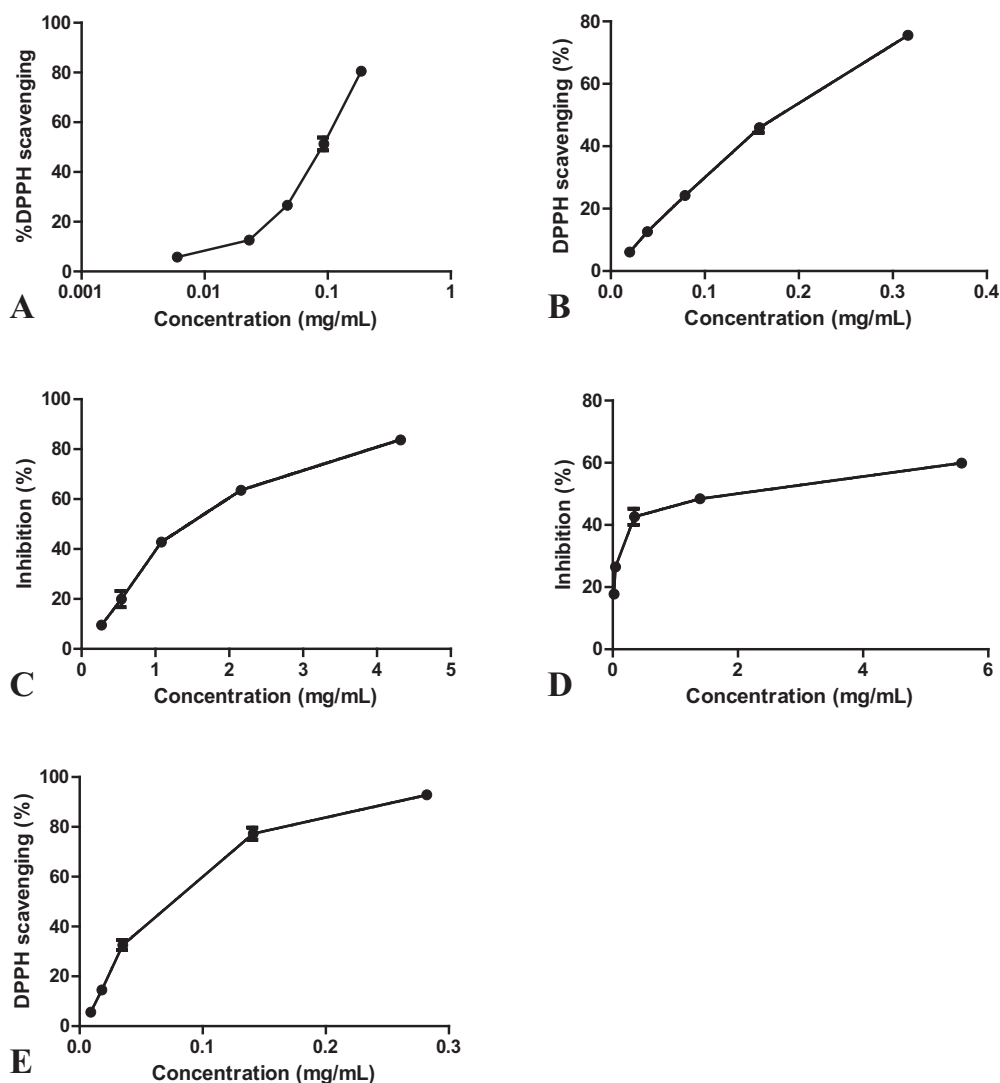 100
80
60
40
20
0
%DPPH scavenging
0.001 0.01 0.1 1
Concentration (mg/mL)
A
80
60
40
20
0
DPPH scavenging (%)
0.0 0.1 0.2 0.3 0.4
Concentration (mg/mL)
B
100
80
60
40
20
0
Inhibition (%)
0 1 2 3 4 5
Concentration (mg/mL)
C
80
60
40
20
0
Inhibition (%)
0 2 4 6
Concentration (mg/mL)
D
100
80
60
40
20
0
DPPH scavenging (%)
0.0 0.1 0.2 0.3
Concentration (mg/mL)
E